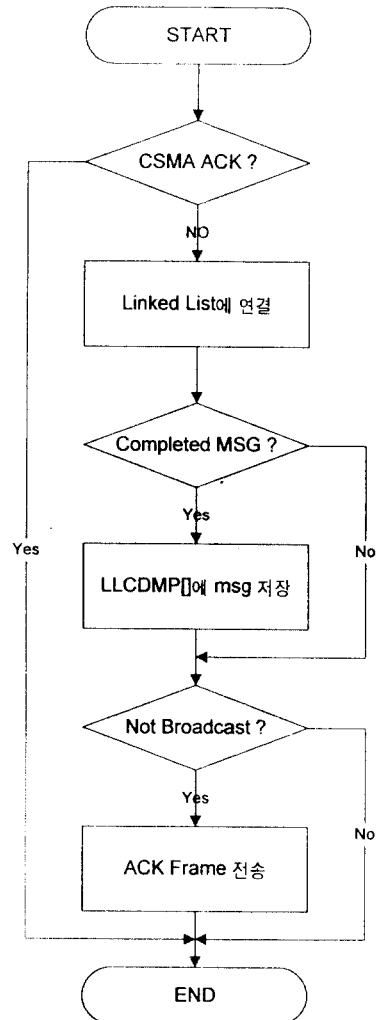 START
CSMA ACK ?
NO
Linked List에 연결
Completed MSG ?
Yes
Yes
No
LLCDMP[]에 msg 저장
Not Broadcast ?
Yes
No
ACK Frame 전송
END